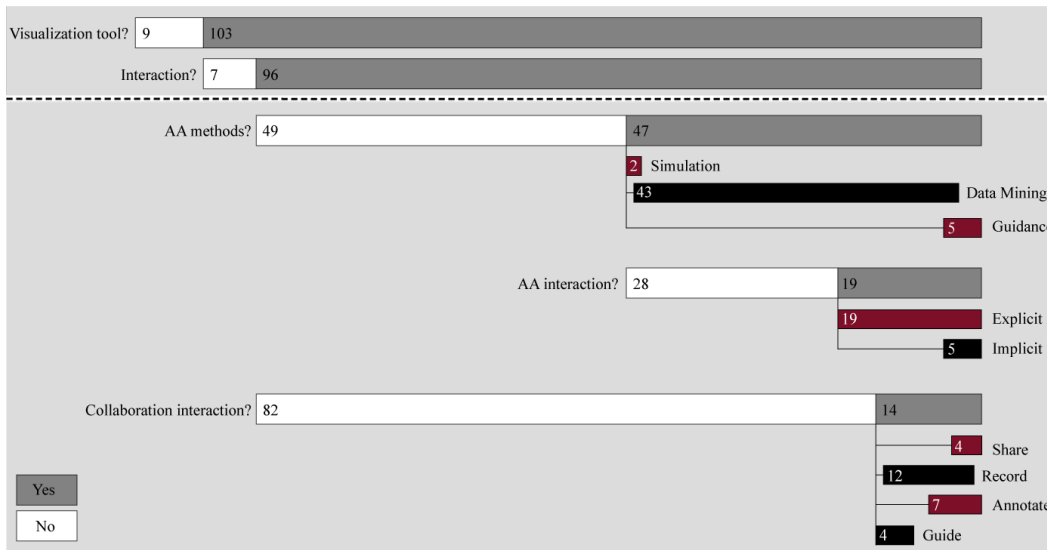 Visualization tool? 9 103
Interaction? 7 96
AA methods? 49 47
2 Simulation
43 Data Mining
5 Guidance
AA interaction? 28 19
19 Explicit
5 Implicit
Collaboration interaction? 82 14
4 Share
12 Record
Yes
7 Annotate
No
4 Guide